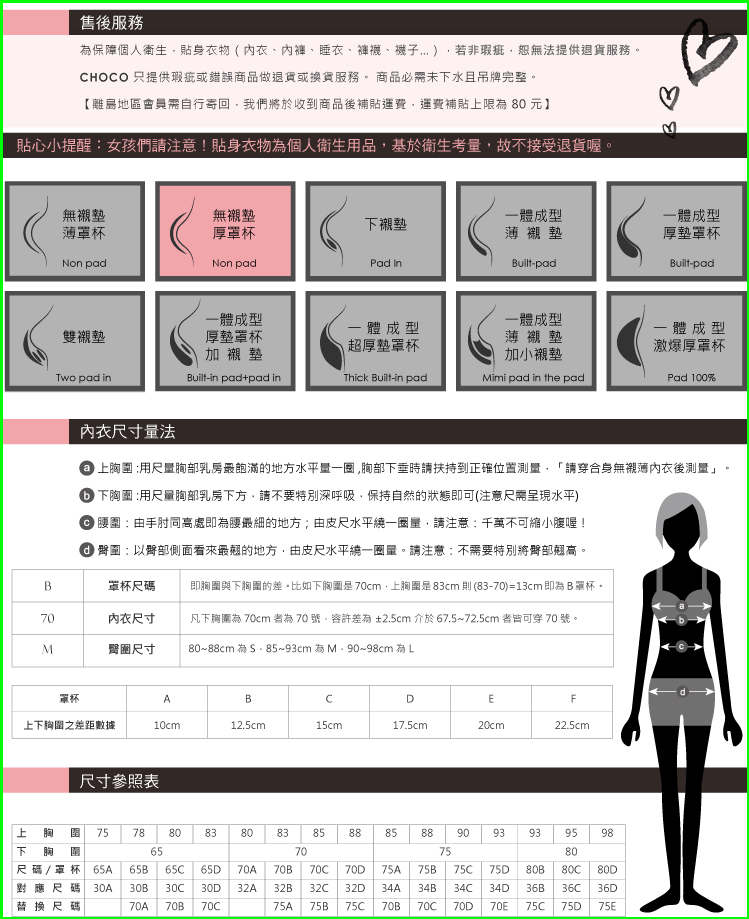 售後服務
為保障個人衛生，貼身衣物（內衣、內褲、睡衣、褲襪、襪子...），若非瑕疵，恕無法提供退貨服務。
CHOCO 只提供瑕疵或錯誤商品做退貨或換貨服務。 商品必需未下水且吊牌完整。
【離島地區會員需自行寄回，我們將於收到商品後補貼運費，運費補貼上限為 80 元】
貼心小提醒：女孩們請注意！貼身衣物為個人衛生用品，基於衛生考量，故不接受退貨喔。
無襯墊
薄罩杯
Non pad
無襯墊
厚罩杯
Non pad
下襯墊
Pad In
一體成型
薄 襯 墊
Built-pad
一體成型
厚墊罩杯
Built-pad
雙襯墊
Two pad in
一體成型
厚墊罩杯
加 襯 墊
Built-in pad+pad in
一 體 成 型
超厚墊罩杯
Thick Built-in pad
一體成型
薄 襯 墊
加小襯墊
Mimi pad in the pad
一 體 成 型
激爆厚罩杯
Pad 100%
內衣尺寸量法
a 上胸圍 :用尺量胸部乳房最飽滿的地方水平量一圈 ,胸部下垂時請扶持到正確位置測量，「請穿合身無襯薄內衣後測量」。
b 下胸圍 :用尺量胸部乳房下方，請不要特別深呼吸，保持自然的狀態即可(注意尺需呈現水平)
c 腰圍：由手肘同高處即為腰最細的地方；由皮尺水平繞一圈量，請注意：千萬不可縮小腹喔！
d 臀圍：以臀部側面看來最翹的地方，由皮尺水平繞一圈量。請注意：不需要特別將臀部翹高。
B 罩杯尺碼 即胸圍與下胸圍的差。比如下胸圍是 70cm，上胸圍是 83cm 則 (83-70)=13cm 即為 B 罩杯。
70 內衣尺寸 凡下胸圍為 70cm 者為 70 號，容許差為 ±2.5cm 介於 67.5~72.5cm 者皆可穿 70 號。
M 臀圍尺寸 80~88cm 為 S，85~93cm 為 M，90~98cm 為 L
a
b
c
d
罩杯 A B C D E F
上下胸圍之差距數據 10cm 12.5cm 15cm 17.5cm 20cm 22.5cm
尺寸參照表
上 胸 圍 75 78 80 83 80 83 85 88 85 88 90 93 93 95 98
下 胸 圍 65 70 75 80
尺 碼 / 罩 杯 65A 65B 65C 65D 70A 70B 70C 70D 75A 75B 75C 75D 80B 80C 80D
對 應 尺 碼 30A 30B 30C 30D 32A 32B 32C 32D 34A 34B 34C 34D 36B 36C 36D
替 換 尺 碼 70A 70B 70C 75A 75B 75C 70B 70C 70D 70E 75C 75D 75E